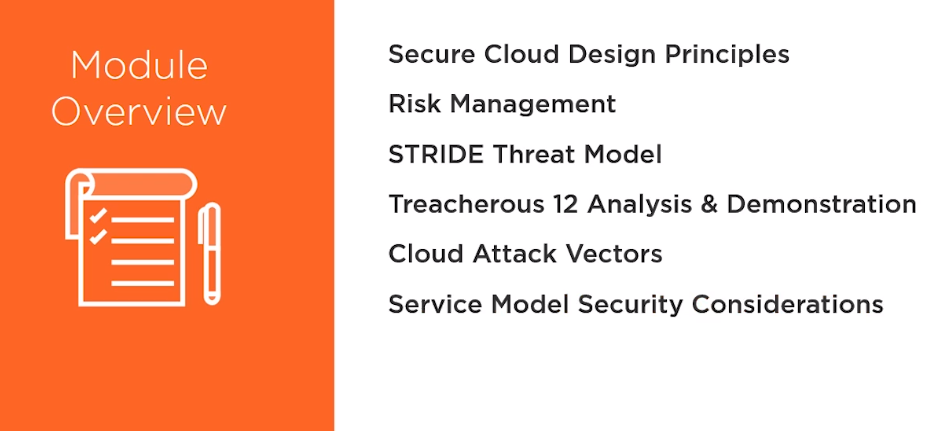 Module
Overview
Secure Cloud Design Principles
Risk Management
STRIDE Threat Model
Treacherous 12 Analysis & Demonstration
Cloud Attack Vectors
Service Model Security Considerations